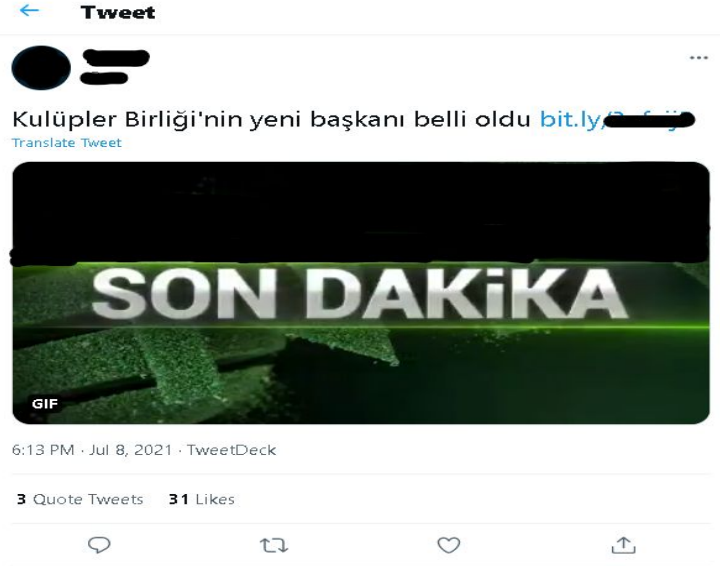 Tweet
Kulüpler Birliği'nin yeni başkanı belli oldu bit.ly/
Translate Tweet
SON DAKiKA
GIF
6:13 PM · Jul 8, 2021 · TweetDeck
3 Quote Tweets 31 Likes